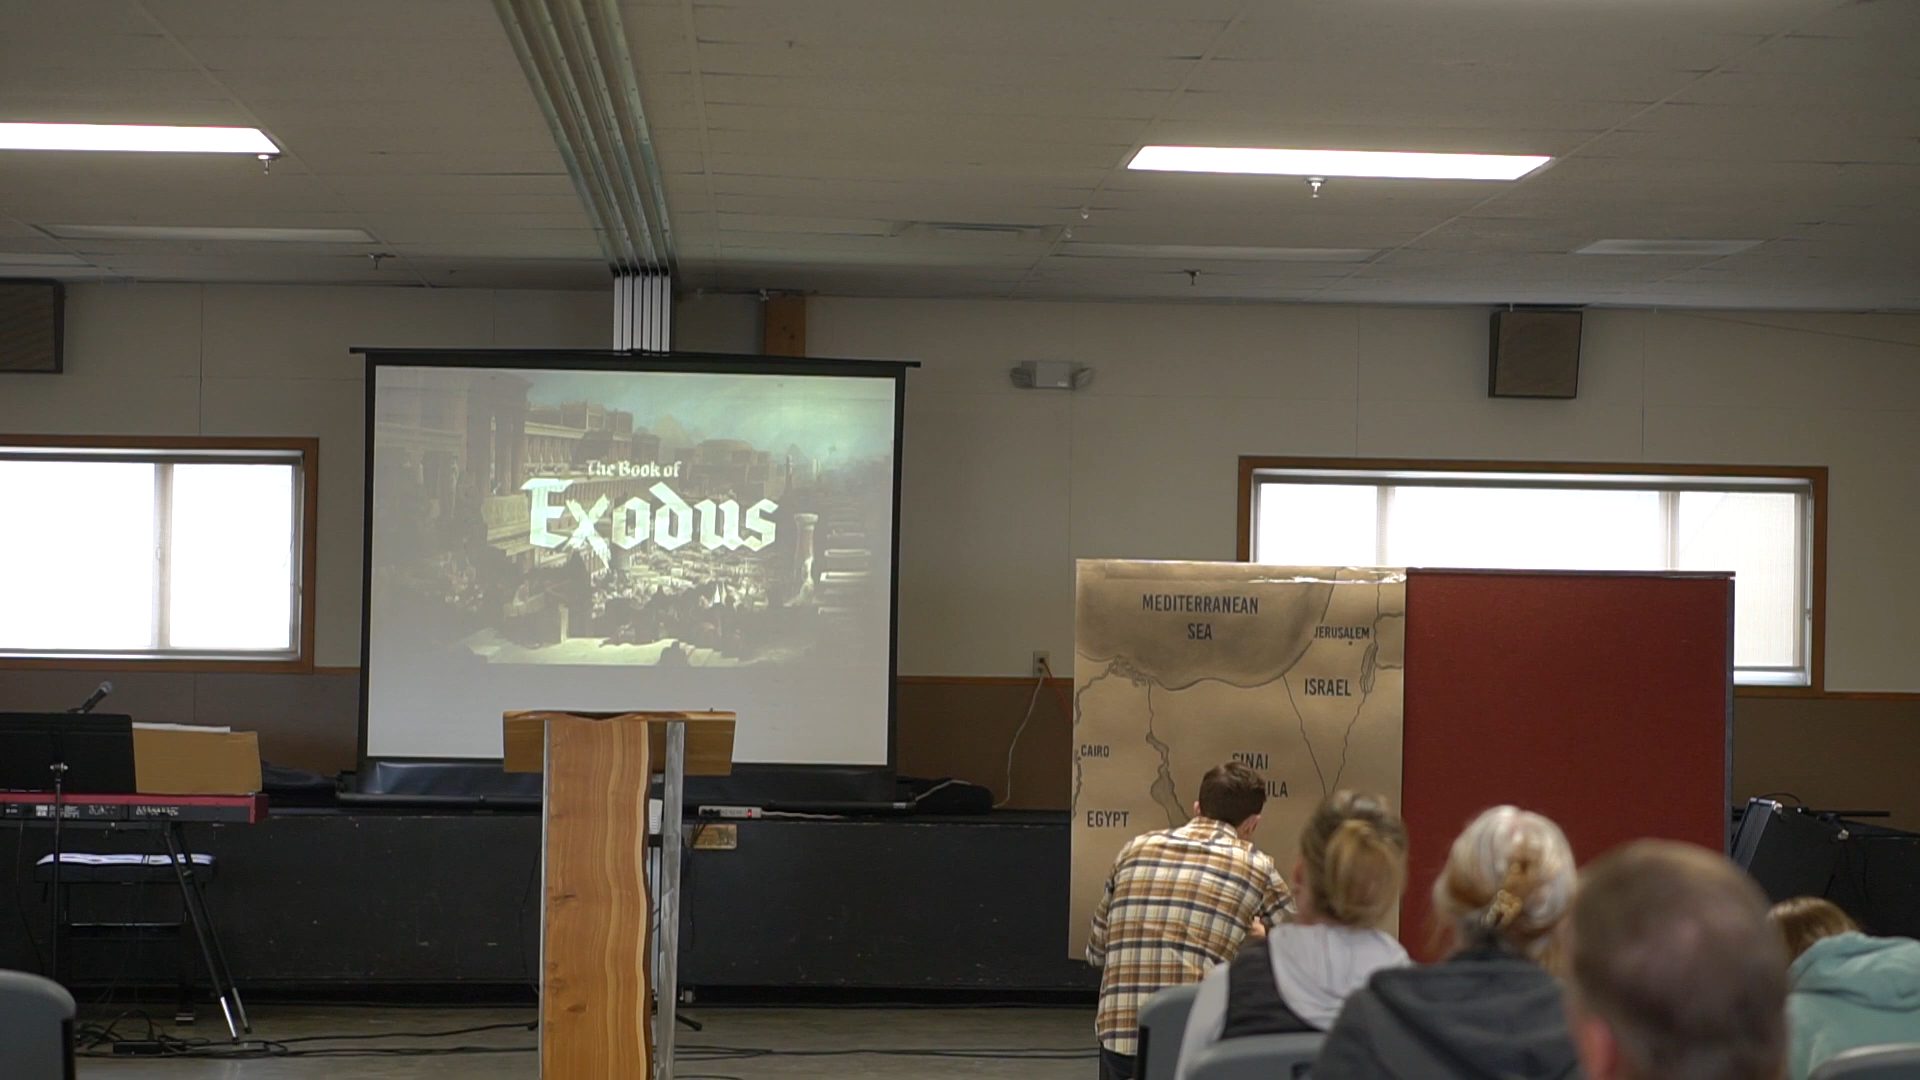 The Book of
Exodus
MEDITERRANEAN
SEA
JERUSALEM
ISRAEL
CAIRO
SINAI
EGYPT